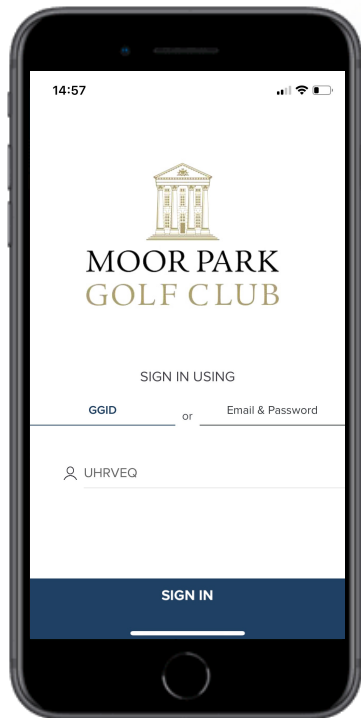 14:57
MOOR PARK
GOLF CLUB
SIGN IN USING
GGID or Email & Password
UHRVEQ
SIGN IN